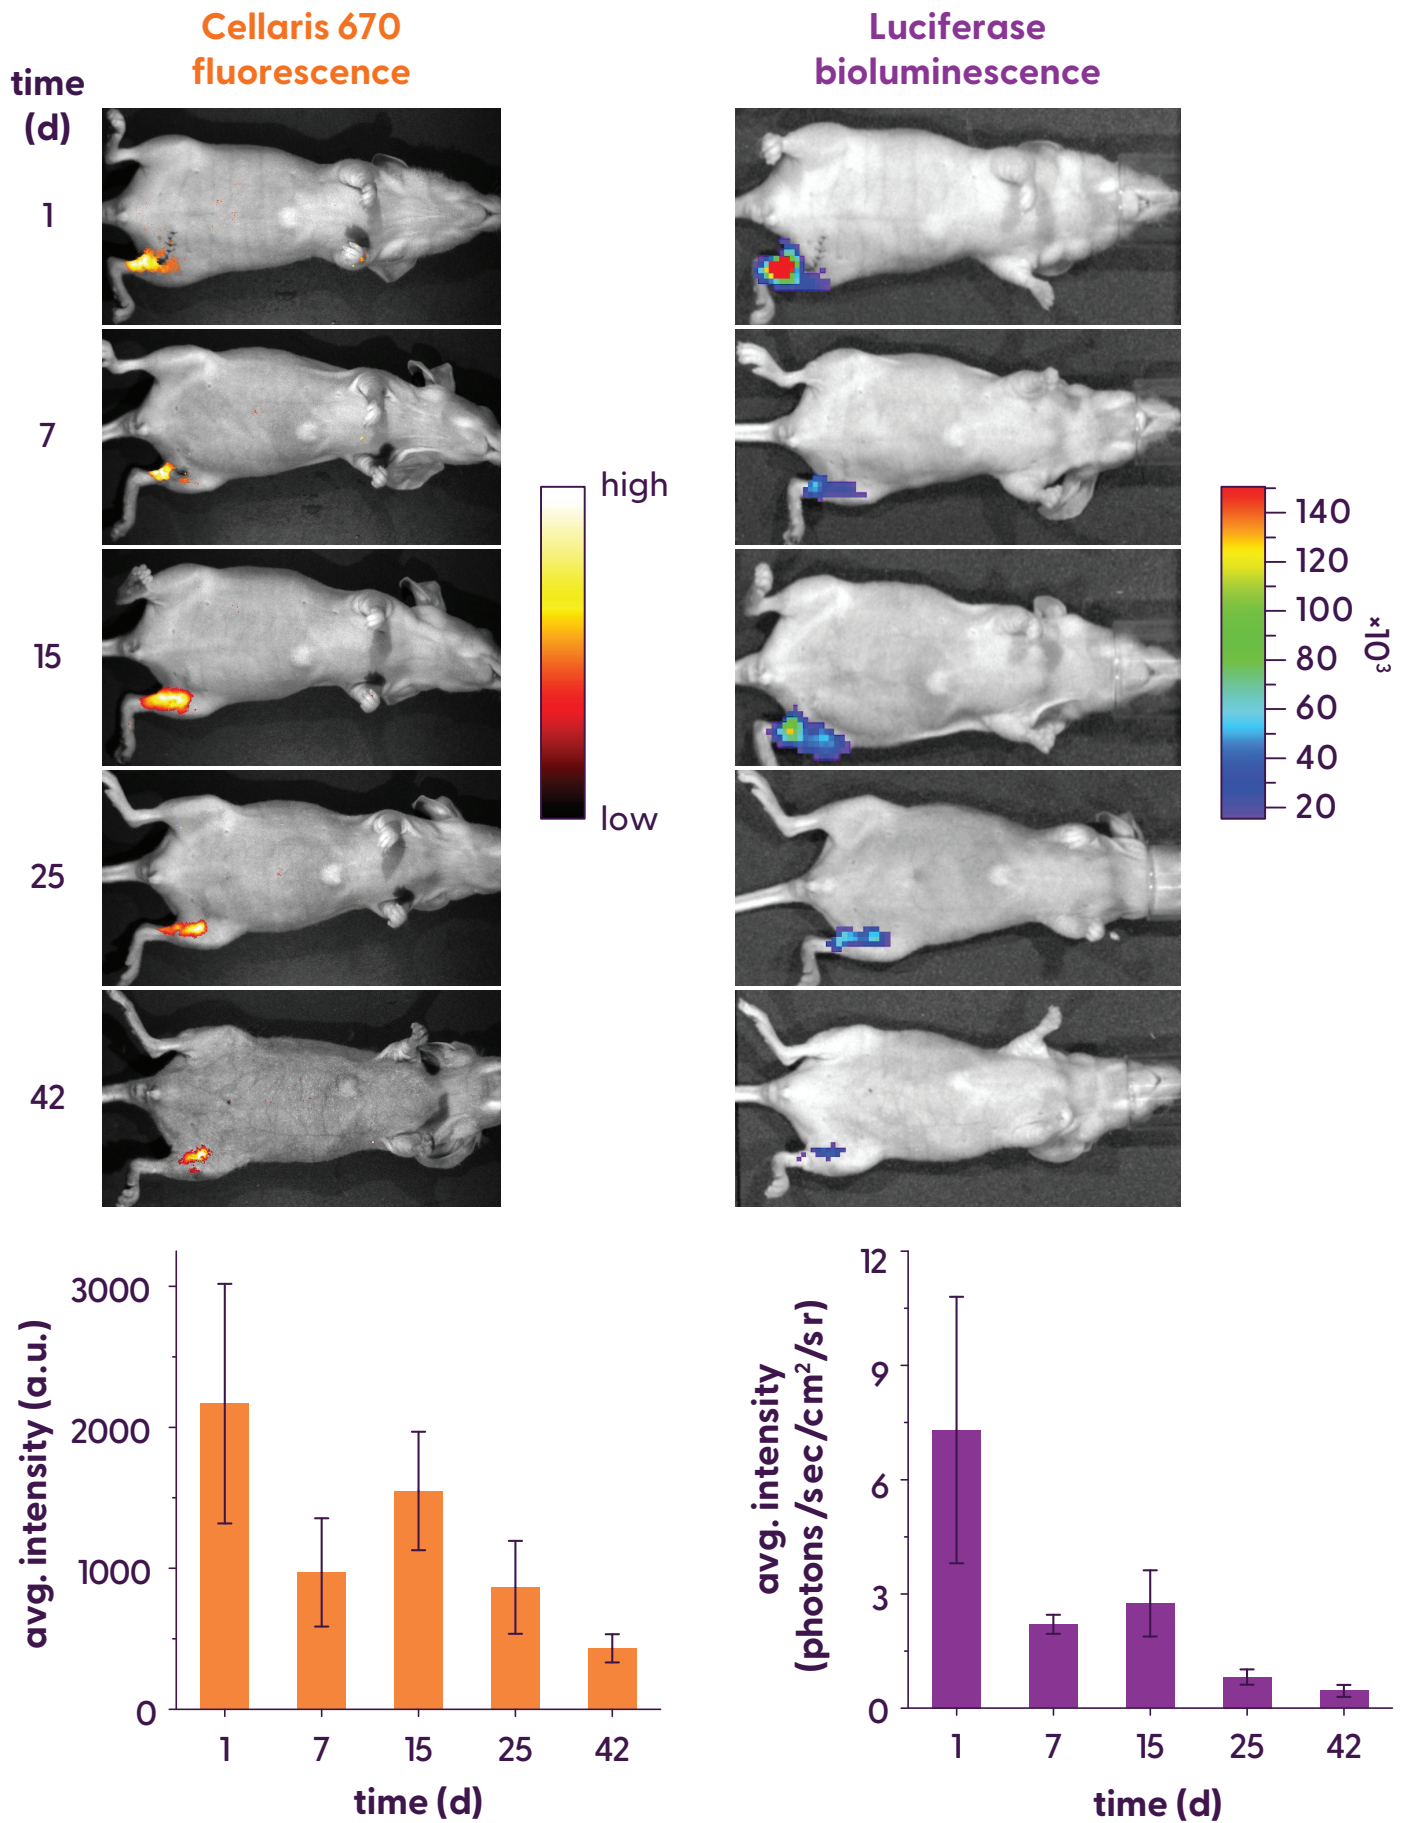 Cellaris 670
fluorescence
Luciferase
bioluminescence
time
(d)
1
7
15
25
42
high
low
140
120
100
80
60
40
20
×10³
3000
2000
1000
0
avg. intensity (a.u.)
1
7
15
25
42
time (d)
12
9
6
3
0
avg. intensity
(photons/sec/cm²/sr)
1
7
15
25
42
time (d)